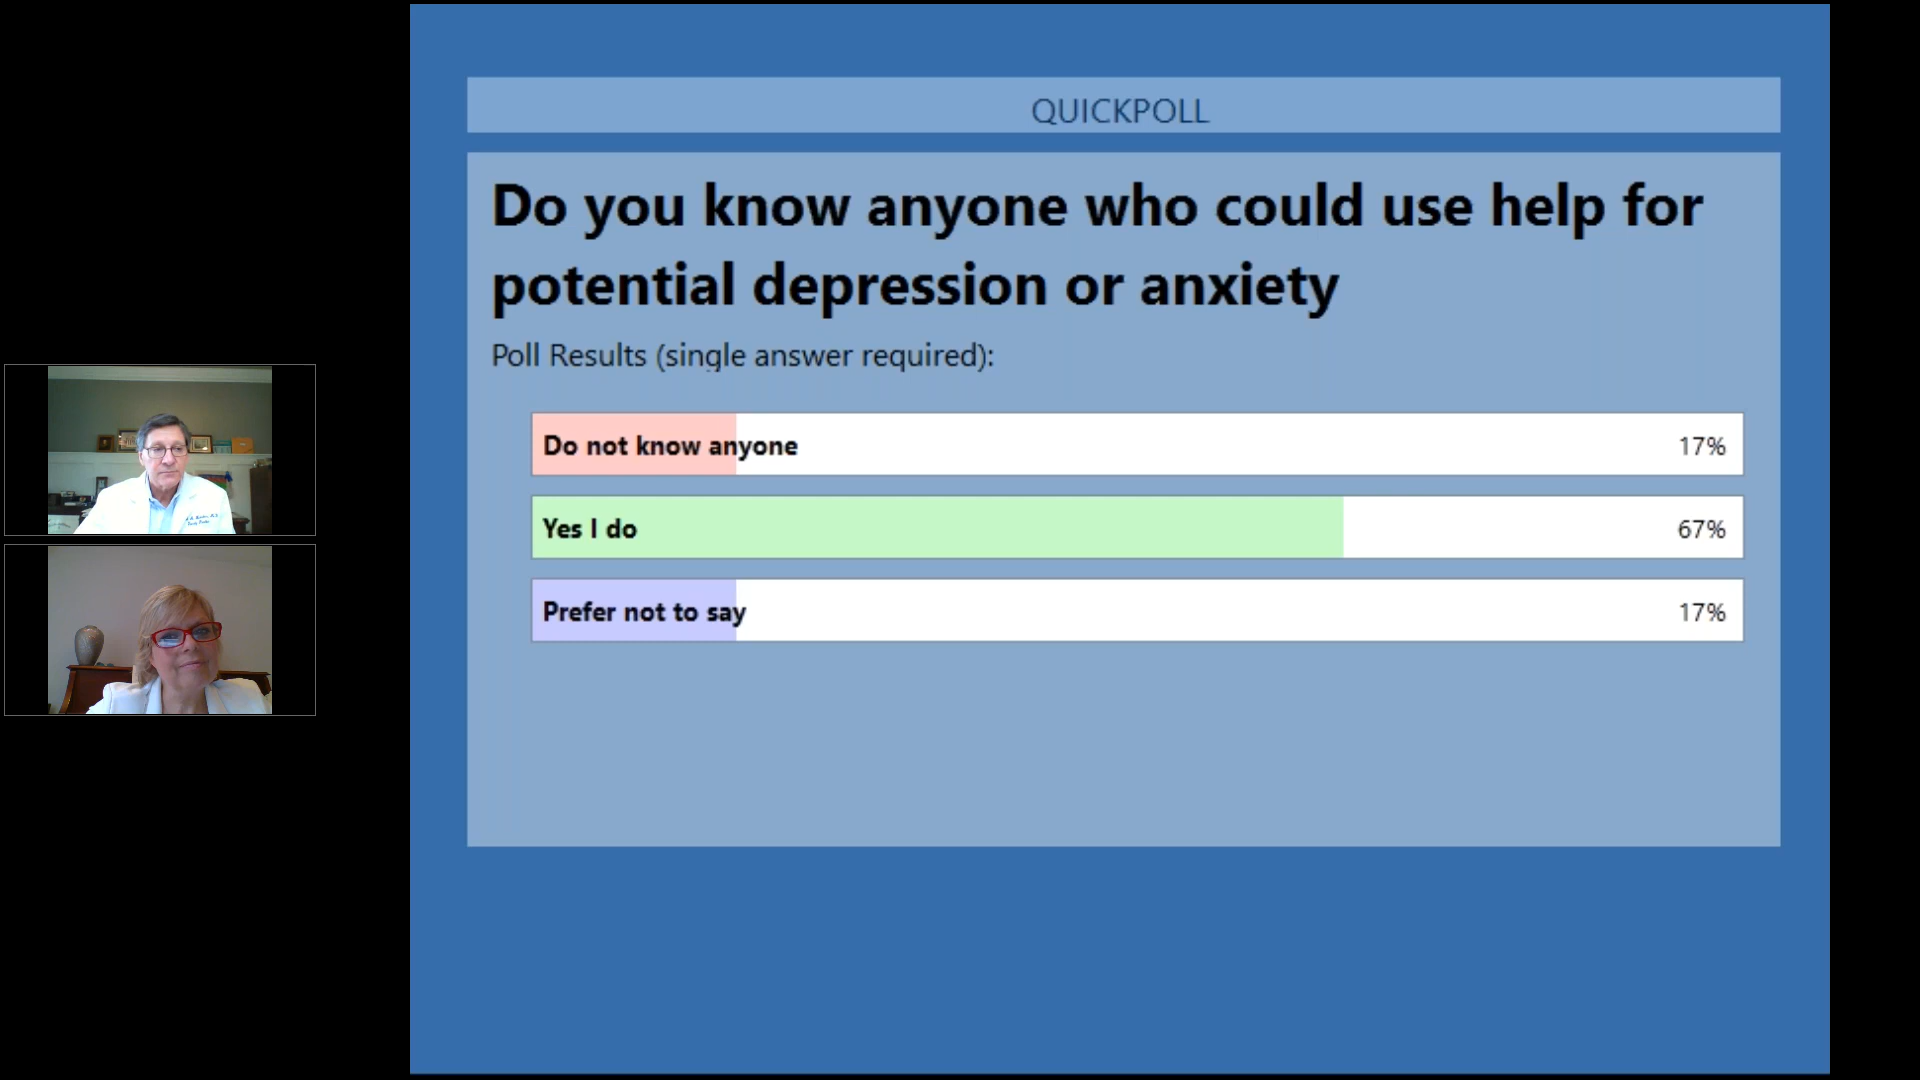 QUICKPOLL
Do you know anyone who could use help for
potential depression or anxiety
Poll Results (single answer required):
Do not know anyone 17%
Yes I do 67%
Prefer not to say 17%